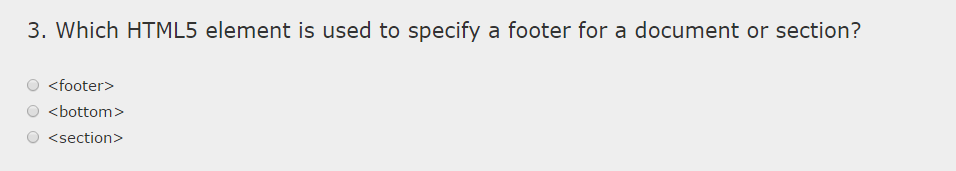 3. Which HTML5 element is used to specify a footer for a document or section?
<footer>
<bottom>
<section>